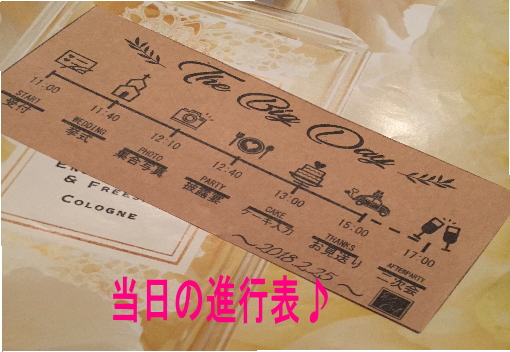 The Big Day
11:00
START
受付
11:40
WEDDING
挙式
12:10
PHOTO
集合写真
12:40
PARTY
披露宴
13:00
CAKE
ケーキ入刀
15:00
THANKS
お見送り
17:00
AFTERPARTY
二次会
～2018.2.25～
& FREES
COLOGNE
当日の進行表♪